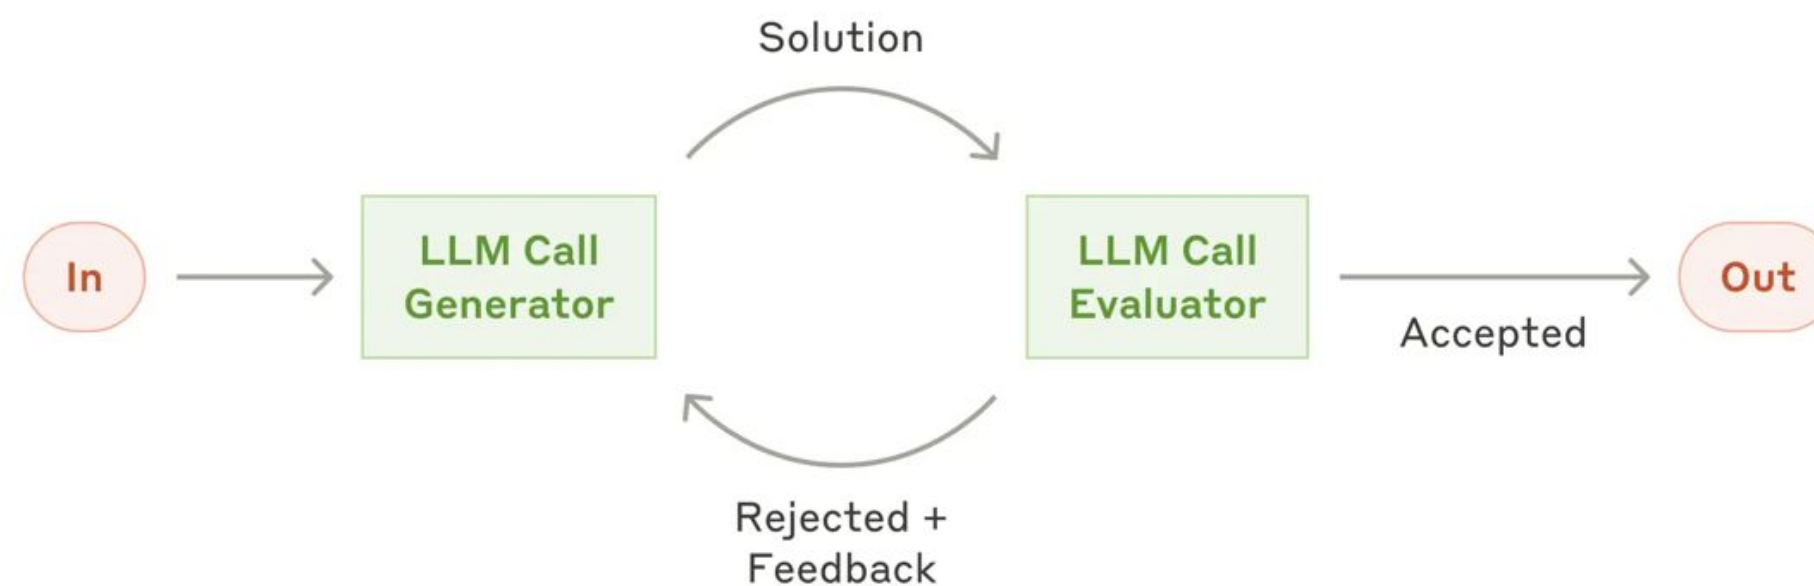 Solution
In
LLM Call
Generator
LLM Call
Evaluator
Accepted
Out
Rejected +
Feedback